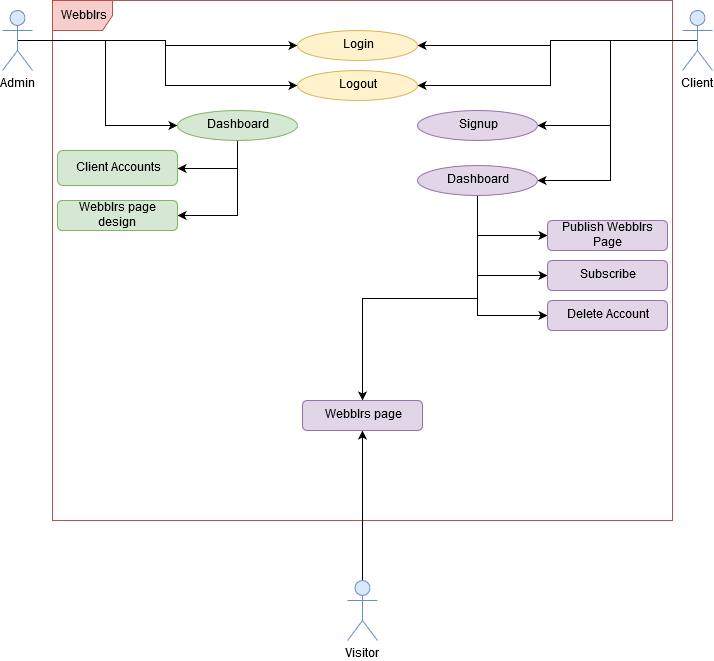 Webblrs
Admin
Client
Login
Logout
Dashboard
Signup
Client Accounts
Dashboard
Webblrs page
design
Publish Webblrs
Page
Subscribe
Delete Account
Webblrs page
Visitor